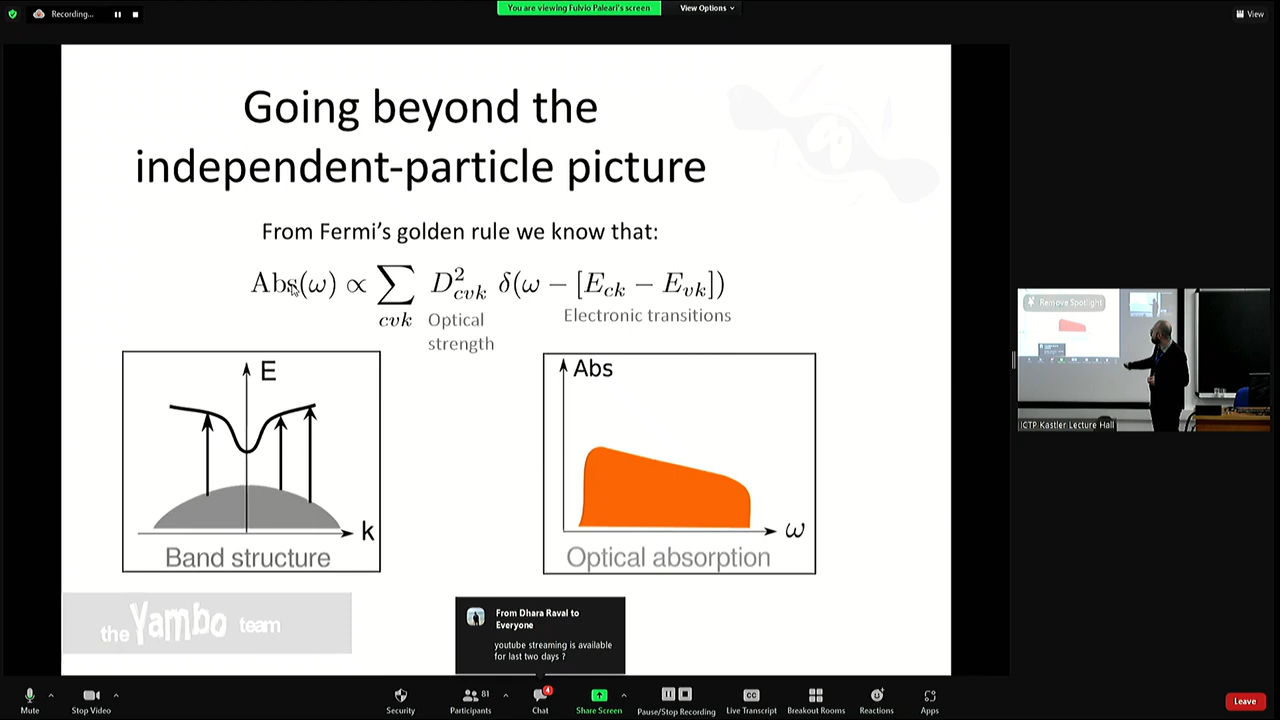 Recording...
You are viewing Fulvio Paleari's screen
View Options
View
Going beyond the
independent-particle picture
From Fermi's golden rule we know that:
Abs(ω) ∝ ∑ D²cvk δ(ω − [Eck − Evk])
cvk
Optical
strength
Electronic transitions
E
k
Band structure
Abs
ω
Optical absorption
the Yambo team
From Dhara Raval to
Everyone
youtube streaming is available
for last two days ?
Remove Spotlight
ICTP Kastler Lecture Hall
Mute
Stop Video
Security
Participants
81
Chat
4
Share Screen
Pause/Stop Recording
CC
Live Transcript
Breakout Rooms
Reactions
Apps
Leave